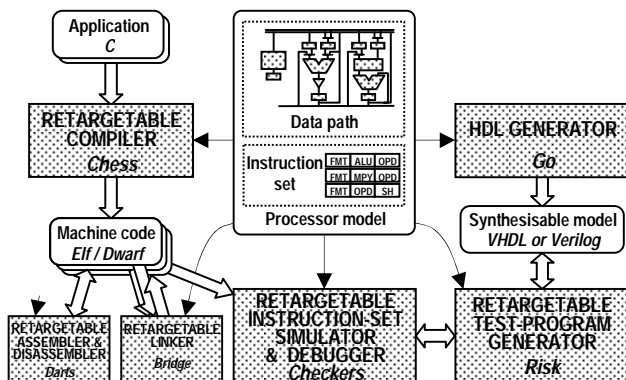 Application
C
RETARGETABLE
COMPILER
Chess
Machine code
Elf / Dwarf
RETARGETABLE
ASSEMBLER &
DISASSEMBLER
Darts
RETARGETABLE
LINKER
Bridge
Data path
Instruction
set
FMT ALU OPD
FMT MPY OPD
FMT OPD SH
Processor model
RETARGETABLE
INSTRUCTION-SET
SIMULATOR
& DEBUGGER
Checkers
HDL GENERATOR
Go
Synthesisable model
VHDL or Verilog
RETARGETABLE
TEST-PROGRAM
GENERATOR
Risk